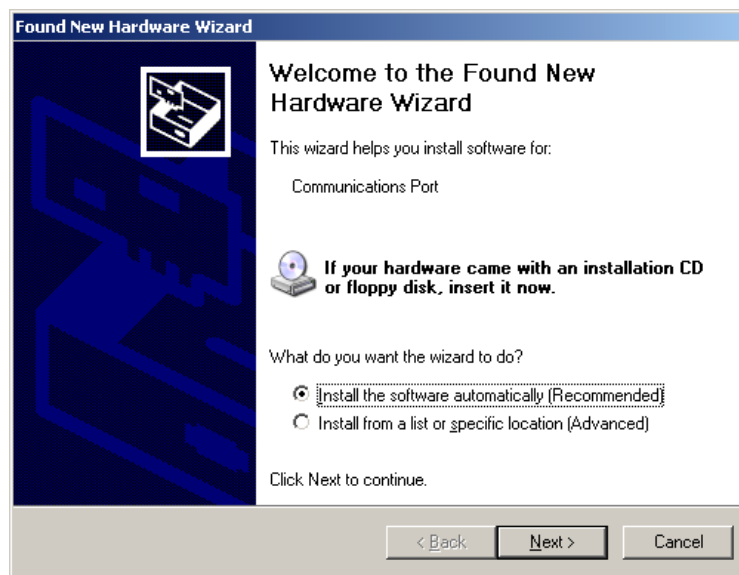 Found New Hardware Wizard
Welcome to the Found New
Hardware Wizard
This wizard helps you install software for:
Communications Port
If your hardware came with an installation CD
or floppy disk, insert it now.
What do you want the wizard to do?
Install the software automatically (Recommended)
Install from a list or specific location (Advanced)
Click Next to continue.
< Back Next > Cancel